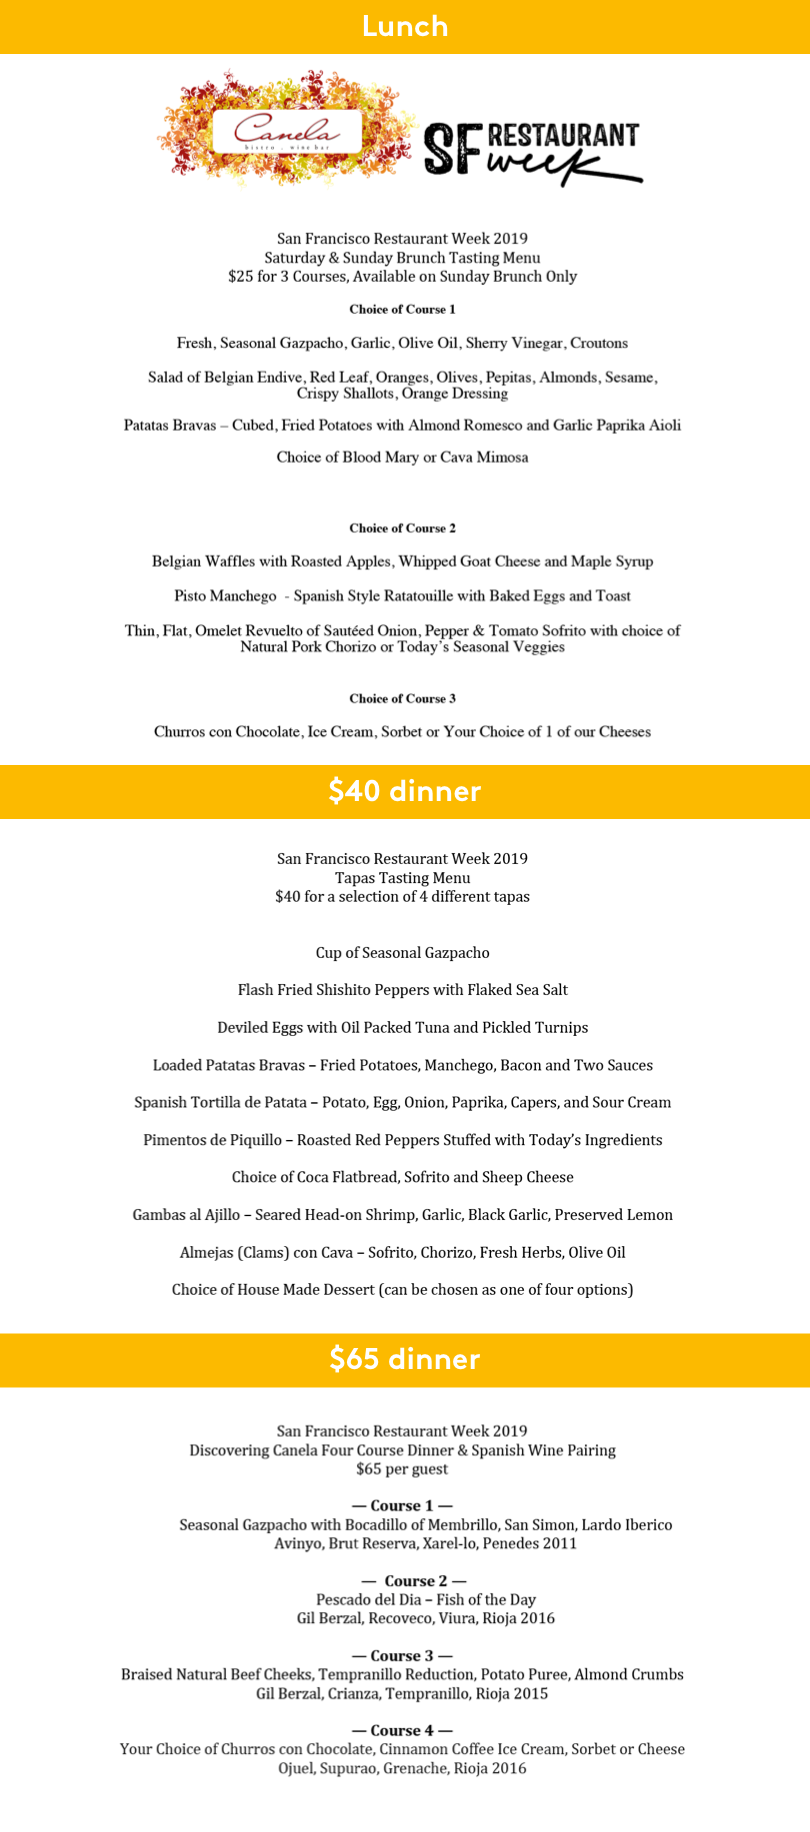 Lunch
Canela
bistro . wine bar
SF RESTAURANT
week
San Francisco Restaurant Week 2019
Saturday & Sunday Brunch Tasting Menu
$25 for 3 Courses, Available on Sunday Brunch Only
Choice of Course 1
Fresh, Seasonal Gazpacho, Garlic, Olive Oil, Sherry Vinegar, Croutons
Salad of Belgian Endive, Red Leaf, Oranges, Olives, Pepitas, Almonds, Sesame,
Crispy Shallots, Orange Dressing
Patatas Bravas – Cubed, Fried Potatoes with Almond Romesco and Garlic Paprika Aioli
Choice of Blood Mary or Cava Mimosa
Choice of Course 2
Belgian Waffles with Roasted Apples, Whipped Goat Cheese and Maple Syrup
Pisto Manchego - Spanish Style Ratatouille with Baked Eggs and Toast
Thin, Flat, Omelet Revuelto of Sautéed Onion, Pepper & Tomato Sofrito with choice of
Natural Pork Chorizo or Today's Seasonal Veggies
Choice of Course 3
Churros con Chocolate, Ice Cream, Sorbet or Your Choice of 1 of our Cheeses
$40 dinner
San Francisco Restaurant Week 2019
Tapas Tasting Menu
$40 for a selection of 4 different tapas
Cup of Seasonal Gazpacho
Flash Fried Shishito Peppers with Flaked Sea Salt
Deviled Eggs with Oil Packed Tuna and Pickled Turnips
Loaded Patatas Bravas – Fried Potatoes, Manchego, Bacon and Two Sauces
Spanish Tortilla de Patata – Potato, Egg, Onion, Paprika, Capers, and Sour Cream
Pimentos de Piquillo – Roasted Red Peppers Stuffed with Today's Ingredients
Choice of Coca Flatbread, Sofrito and Sheep Cheese
Gambas al Ajillo – Seared Head-on Shrimp, Garlic, Black Garlic, Preserved Lemon
Almejas (Clams) con Cava – Sofrito, Chorizo, Fresh Herbs, Olive Oil
Choice of House Made Dessert (can be chosen as one of four options)
$65 dinner
San Francisco Restaurant Week 2019
Discovering Canela Four Course Dinner & Spanish Wine Pairing
$65 per guest
— Course 1 —
Seasonal Gazpacho with Bocadillo of Membrillo, San Simon, Lardo Iberico
Avinyo, Brut Reserva, Xarel-lo, Penedes 2011
— Course 2 —
Pescado del Dia – Fish of the Day
Gil Berzal, Recoveco, Viura, Rioja 2016
— Course 3 —
Braised Natural Beef Cheeks, Tempranillo Reduction, Potato Puree, Almond Crumbs
Gil Berzal, Crianza, Tempranillo, Rioja 2015
— Course 4 —
Your Choice of Churros con Chocolate, Cinnamon Coffee Ice Cream, Sorbet or Cheese
Ojuel, Supurao, Grenache, Rioja 2016